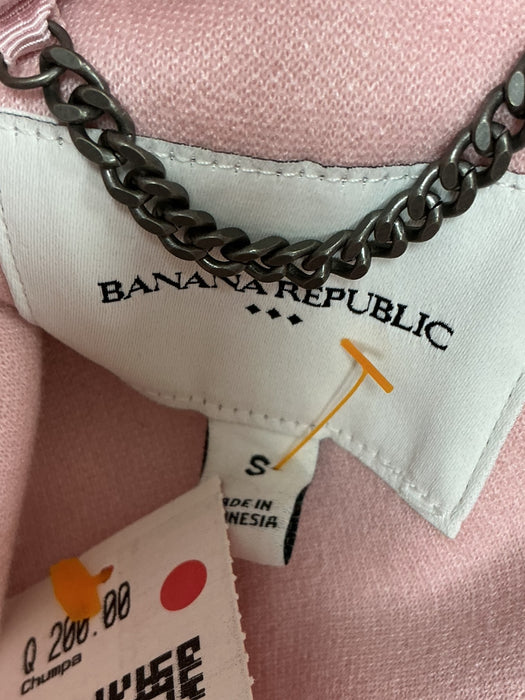 BANANA REPUBLIC
S
ADE IN
NESIA
Q 200.00
Chumpa